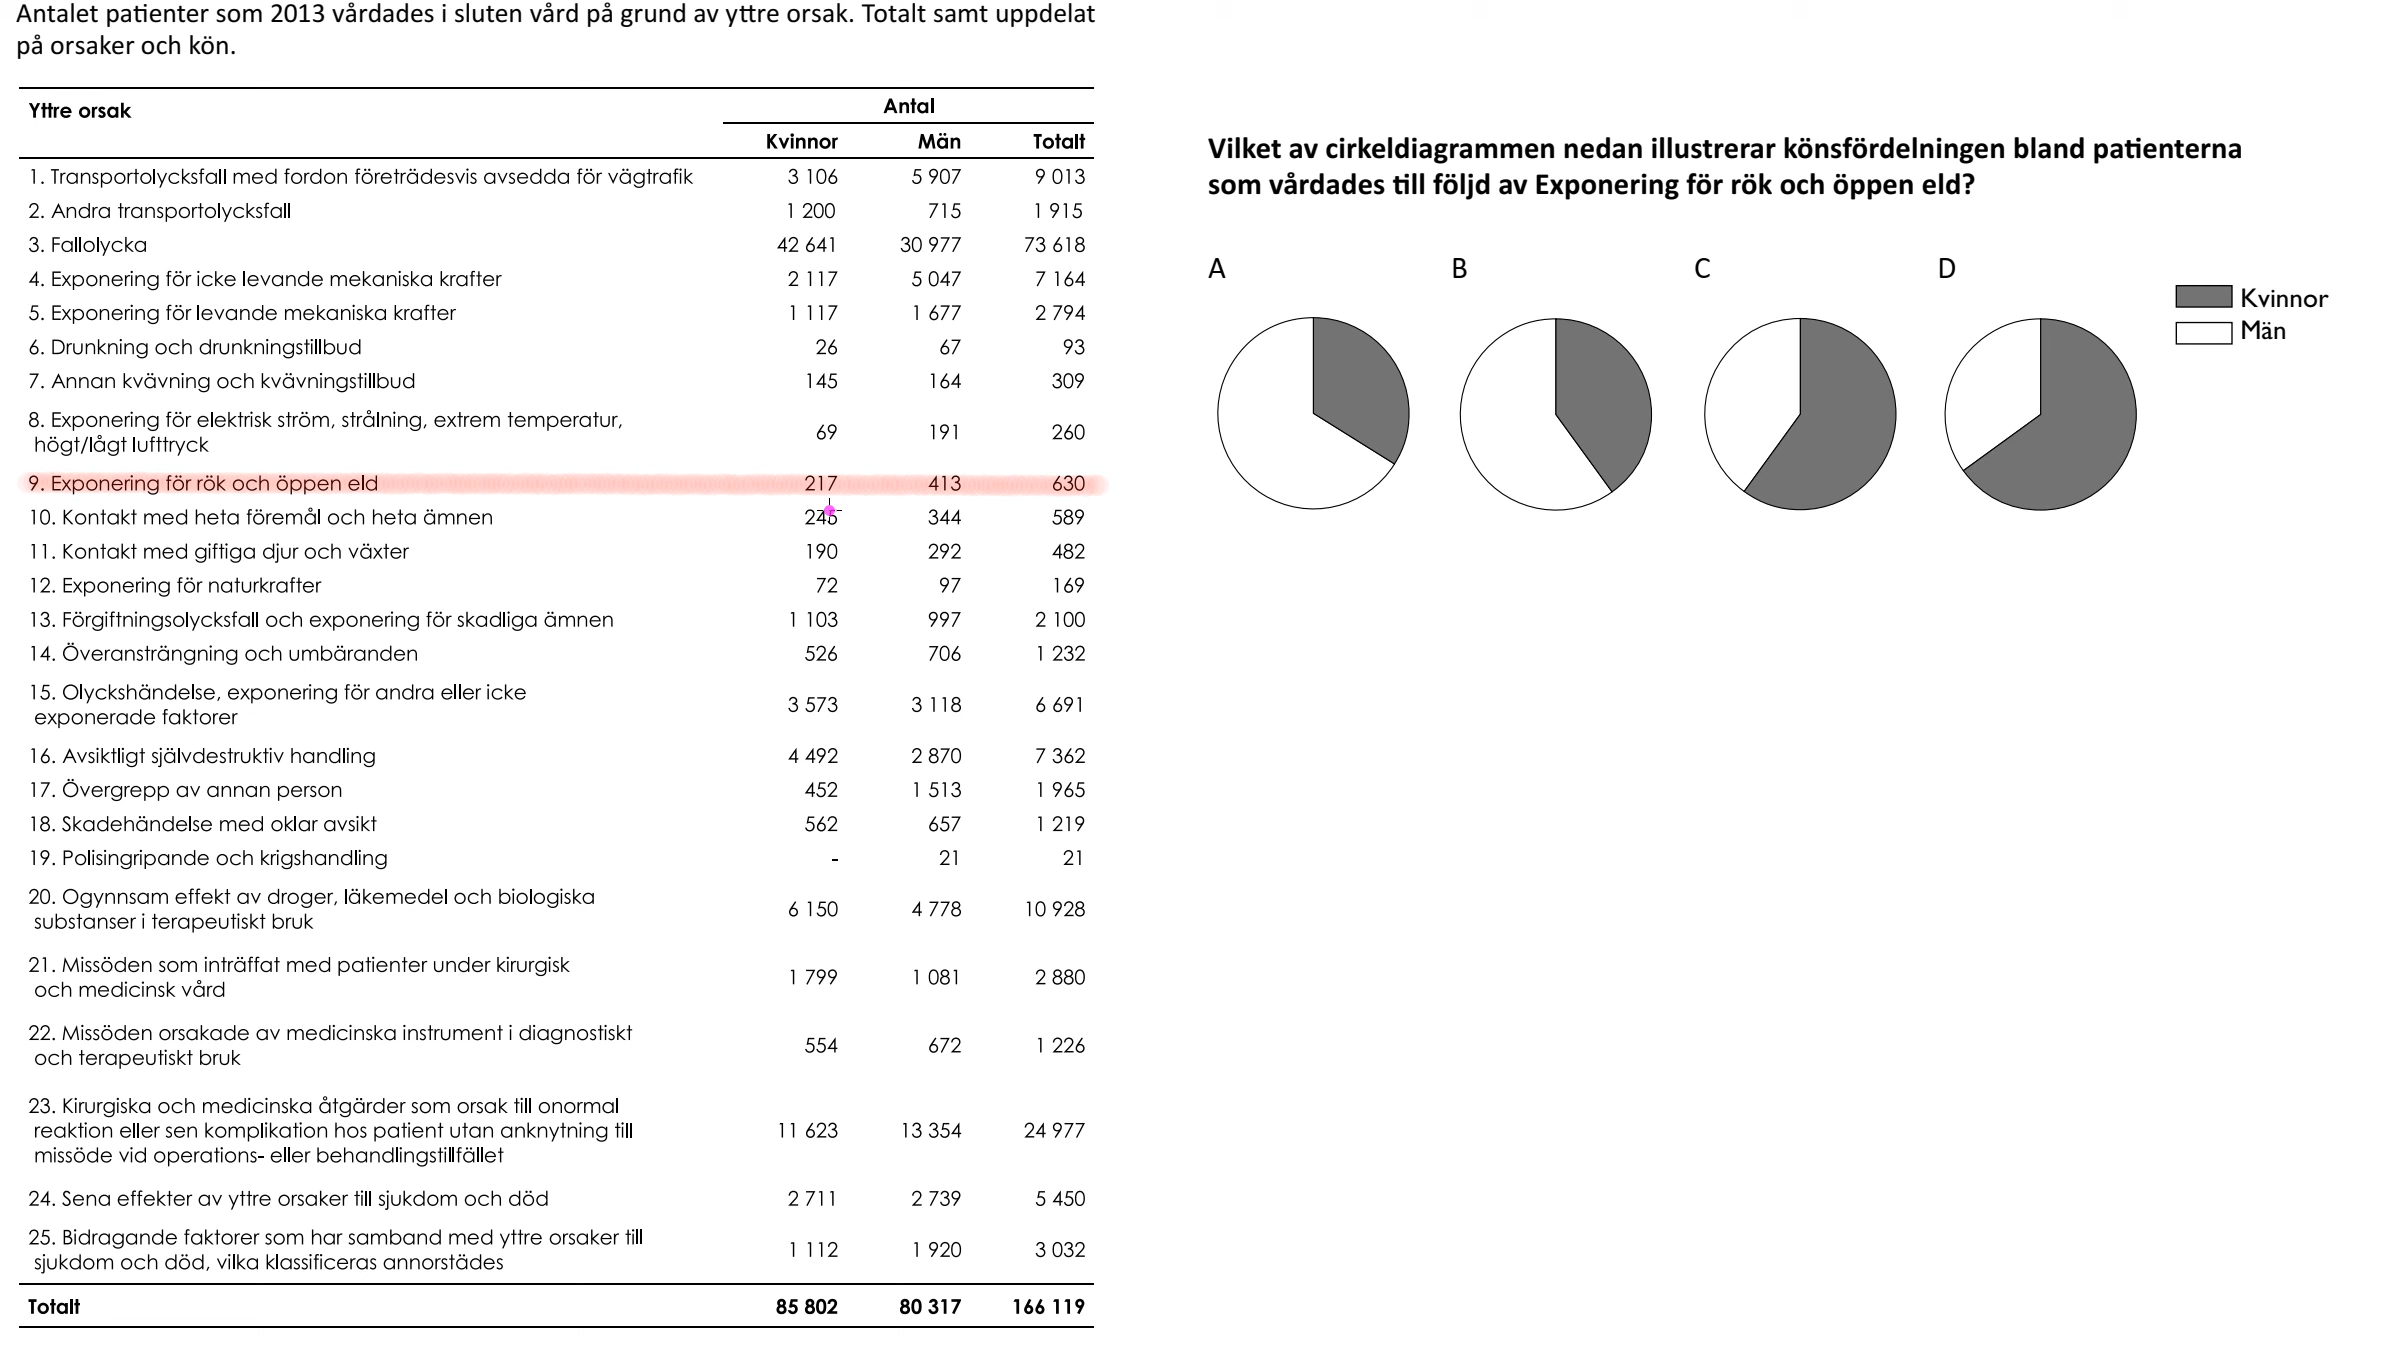 Antalet patienter som 2013 vårdades i sluten vård på grund av yttre orsak. Totalt samt uppdelat
på orsaker och kön.
Yttre orsak Antal
Kvinnor Män Totalt
1. Transportolycksfall med fordon företrädesvis avsedda för vägtrafik 3 106 5 907 9 013
2. Andra transportolycksfall 1 200 715 1 915
3. Fallolycka 42 641 30 977 73 618
4. Exponering för icke levande mekaniska krafter 2 117 5 047 7 164
5. Exponering för levande mekaniska krafter 1 117 1 677 2 794
6. Drunkning och drunkningstillbud 26 67 93
7. Annan kvävning och kvävningstillbud 145 164 309
8. Exponering för elektrisk ström, strålning, extrem temperatur,
högt/lågt lufttryck 69 191 260
9. Exponering för rök och öppen eld 217 413 630
10. Kontakt med heta föremål och heta ämnen 245 344 589
11. Kontakt med giftiga djur och växter 190 292 482
12. Exponering för naturkrafter 72 97 169
13. Förgiftningsolycksfall och exponering för skadliga ämnen 1 103 997 2 100
14. Överansträngning och umbäranden 526 706 1 232
15. Olyckshändelse, exponering för andra eller icke
exponerade faktorer 3 573 3 118 6 691
16. Avsiktligt självdestruktiv handling 4 492 2 870 7 362
17. Övergrepp av annan person 452 1 513 1 965
18. Skadehändelse med oklar avsikt 562 657 1 219
19. Polisingripande och krigshandling - 21 21
20. Ogynnsam effekt av droger, läkemedel och biologiska
substanser i terapeutiskt bruk 6 150 4 778 10 928
21. Missöden som inträffat med patienter under kirurgisk
och medicinsk vård 1 799 1 081 2 880
22. Missöden orsakade av medicinska instrument i diagnostiskt
och terapeutiskt bruk 554 672 1 226
23. Kirurgiska och medicinska åtgärder som orsak till onormal
reaktion eller sen komplikation hos patient utan anknytning till
missöde vid operations- eller behandlingstillfället 11 623 13 354 24 977
24. Sena effekter av yttre orsaker till sjukdom och död 2 711 2 739 5 450
25. Bidragande faktorer som har samband med yttre orsaker till
sjukdom och död, vilka klassificeras annorstädes 1 112 1 920 3 032
Totalt 85 802 80 317 166 119
Vilket av cirkeldiagrammen nedan illustrerar könsfördelningen bland patienterna
som vårdades till följd av Exponering för rök och öppen eld?
A B C D
Kvinnor
Män